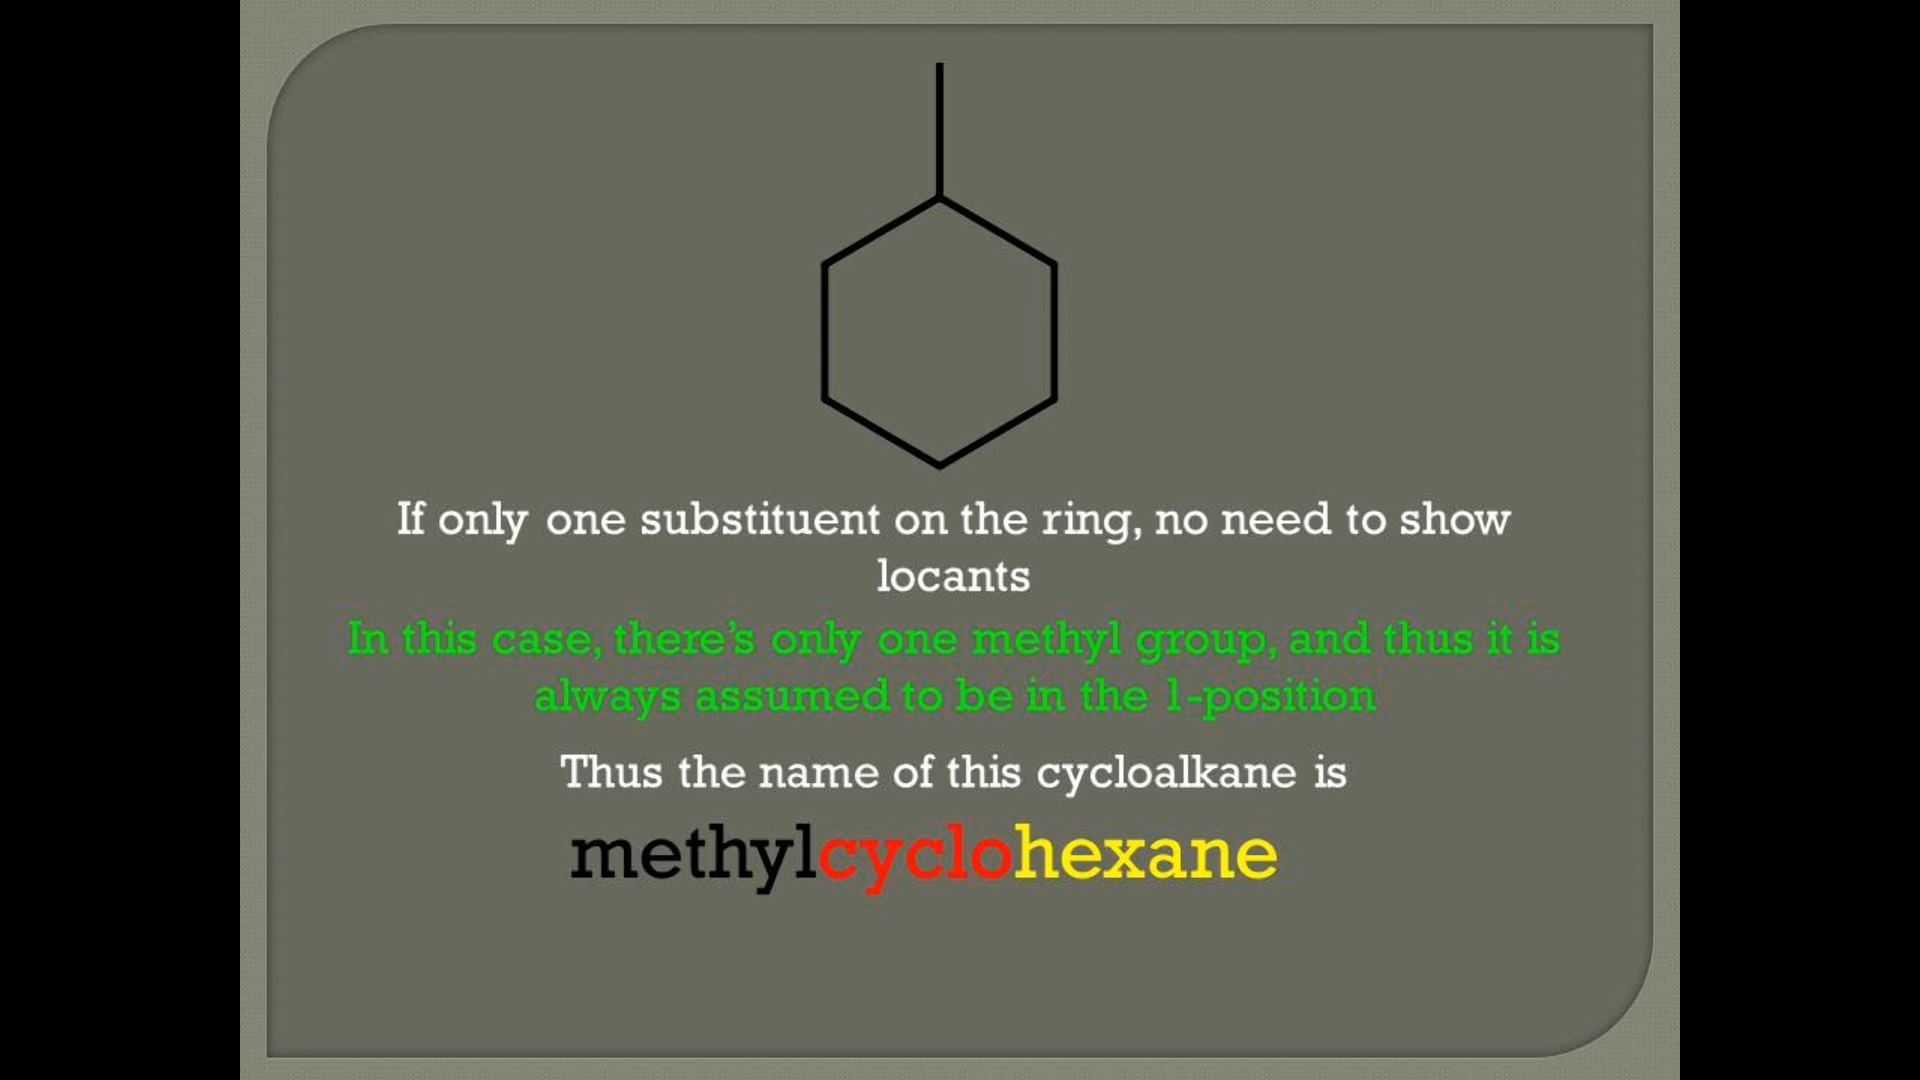 If only one substituent on the ring, no need to show
locants
In this case, there’s only one methyl group, and thus it is
always assumed to be in the 1-position
Thus the name of this cycloalkane is
methylcyclohexane